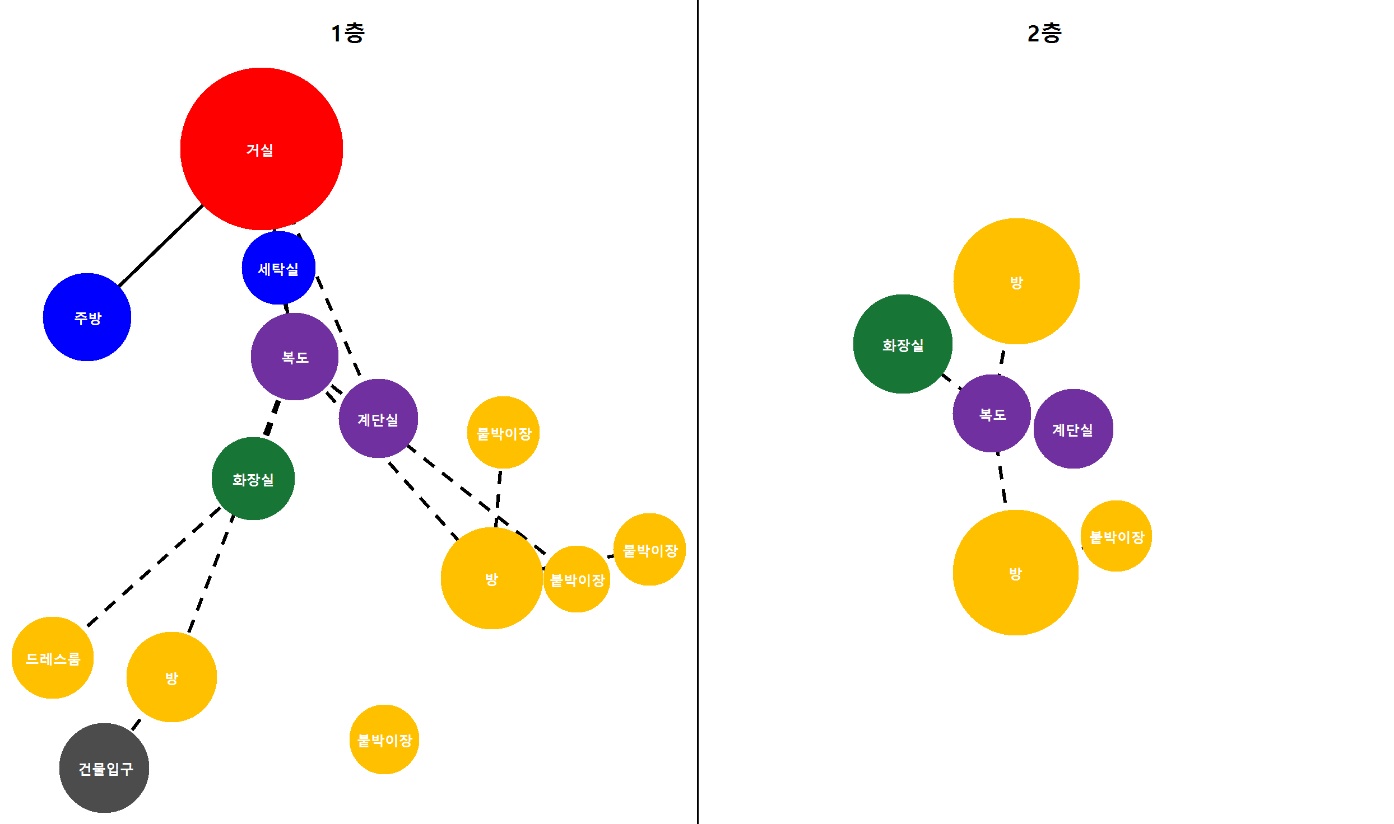 1층
거실
세탁실
주방
복도
계단실
붙박이장
화장실
붙박이장
방
붙박이장
드레스룸
방
건물입구
붙박이장
2층
방
화장실
복도
계단실
붙박이장
방